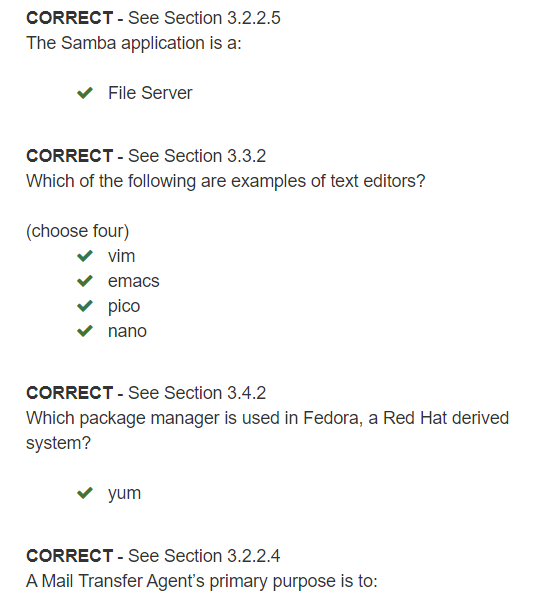 CORRECT - See Section 3.2.2.5
The Samba application is a:
File Server
CORRECT - See Section 3.3.2
Which of the following are examples of text editors?
(choose four)
vim
emacs
pico
nano
CORRECT - See Section 3.4.2
Which package manager is used in Fedora, a Red Hat derived
system?
yum
CORRECT - See Section 3.2.2.4
A Mail Transfer Agent’s primary purpose is to: